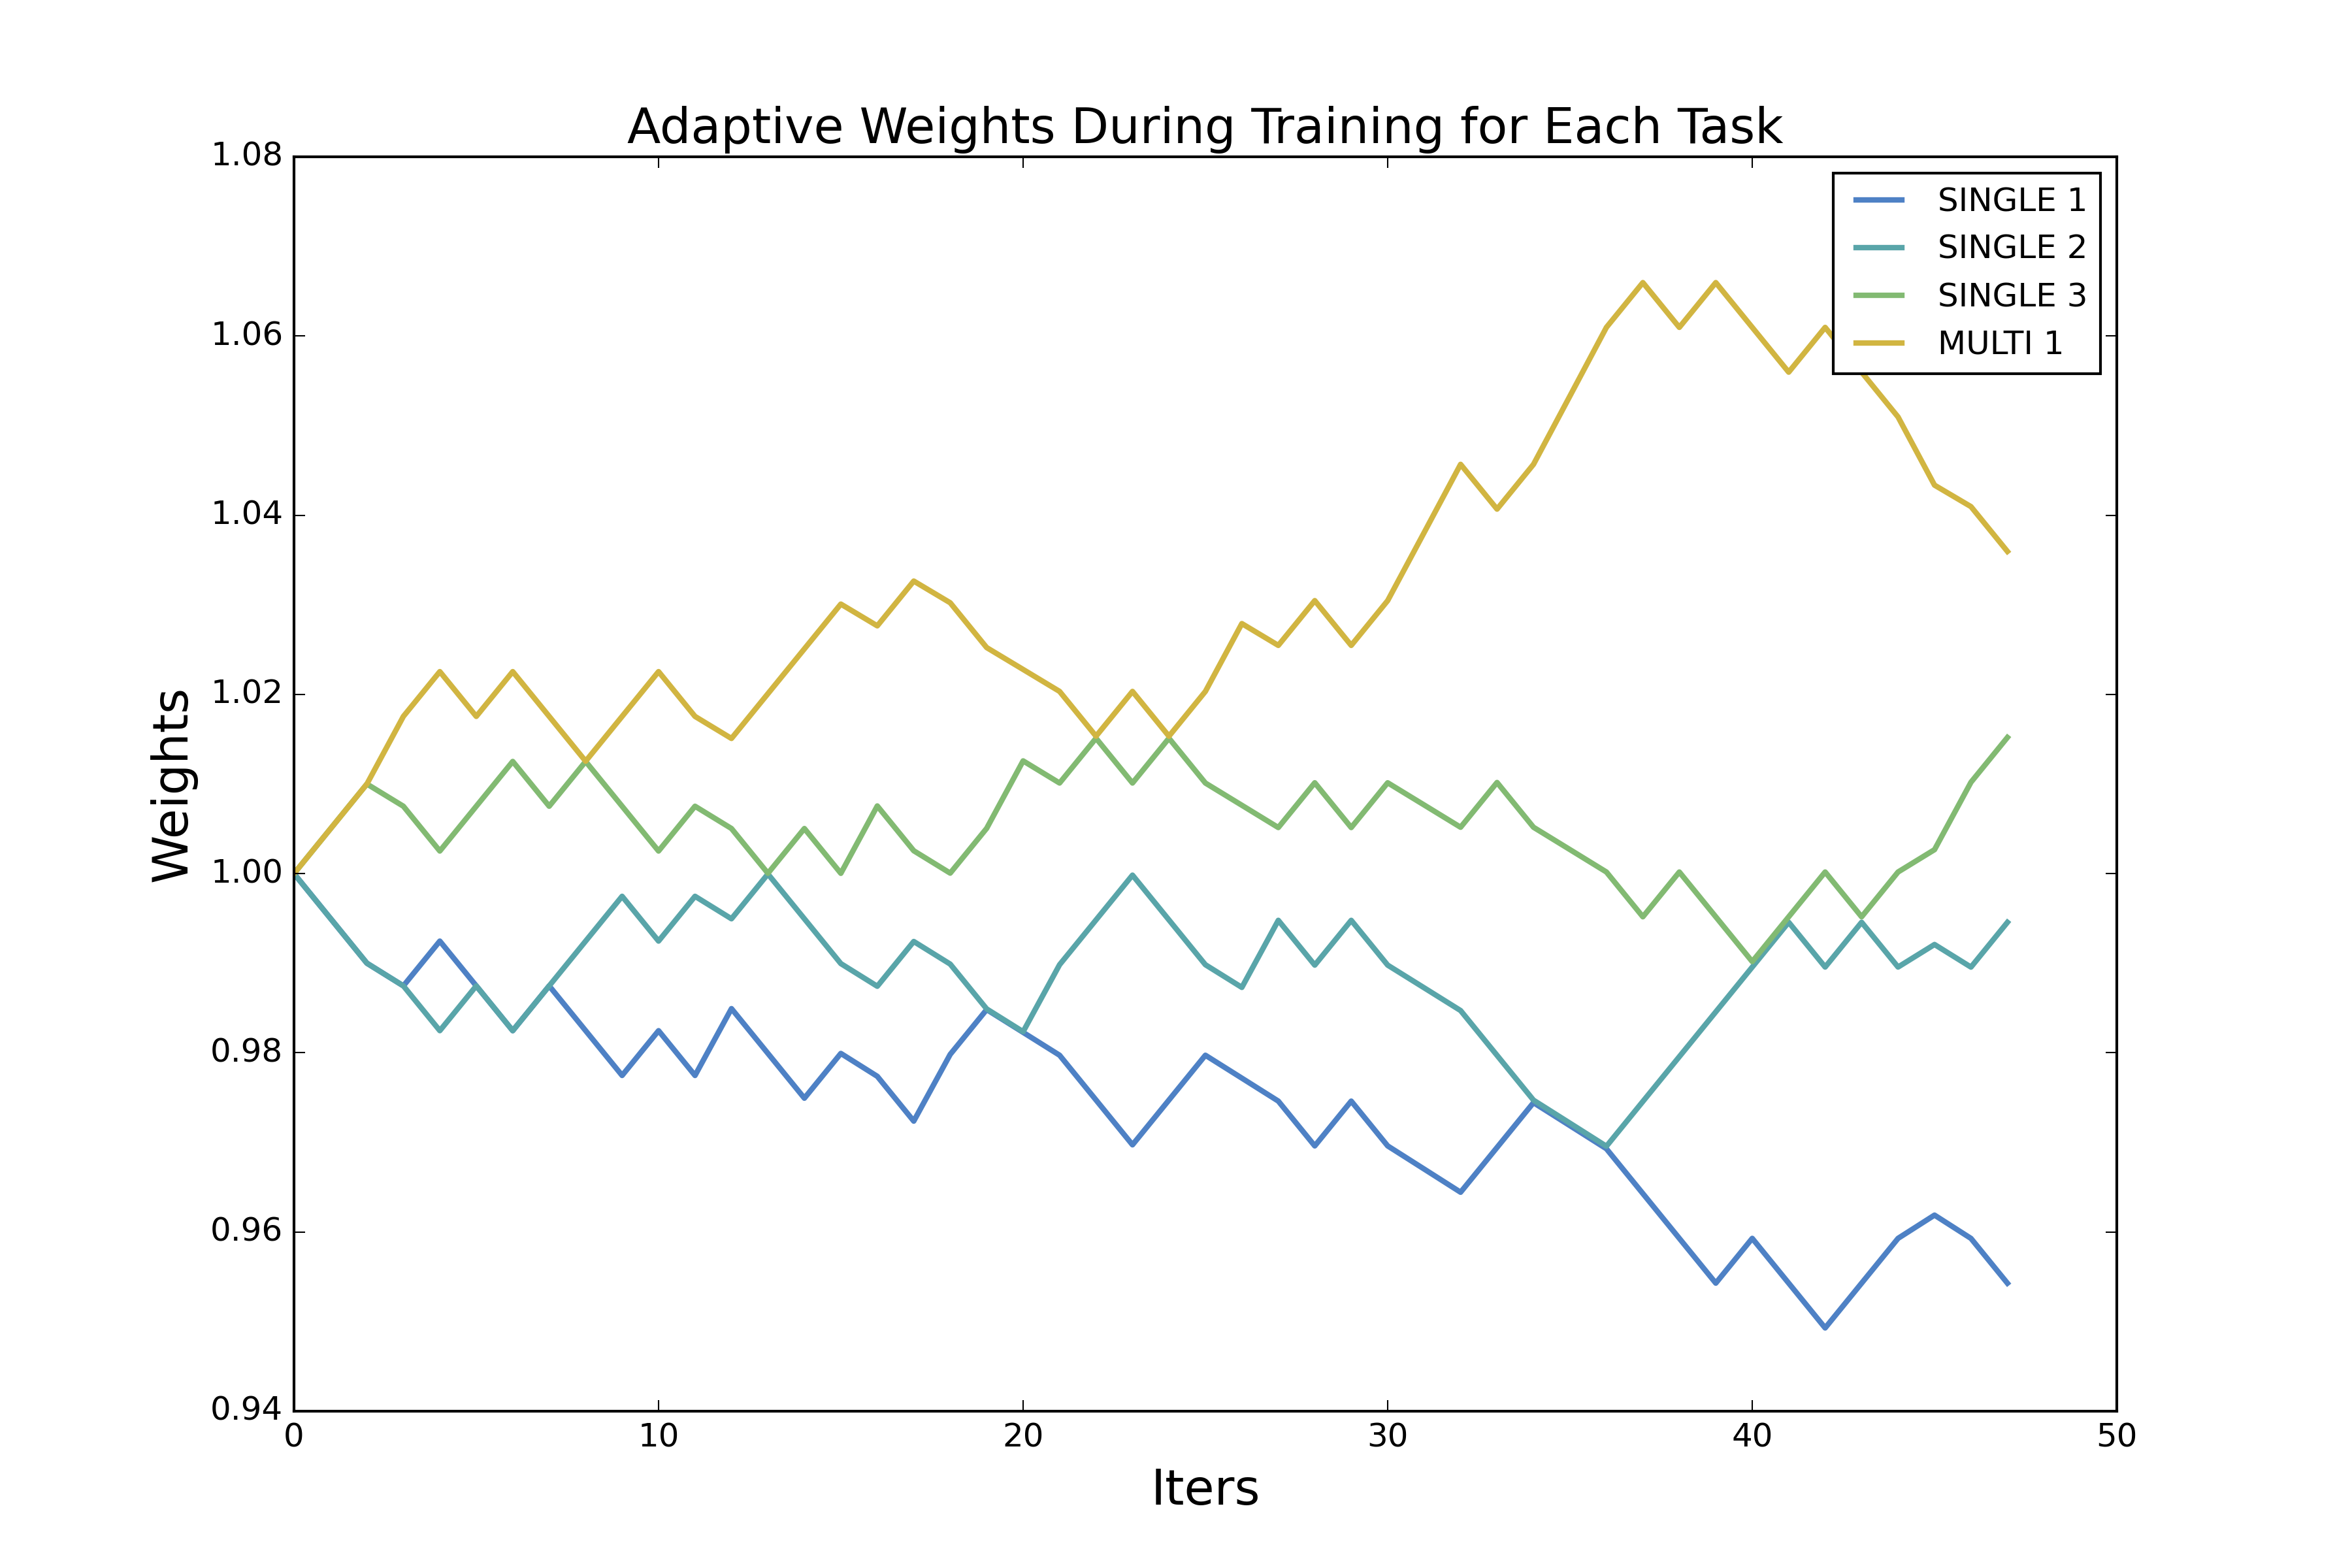 Adaptive Weights During Training for Each Task
1.08
1.06
1.04
1.02
1.00
0.98
0.96
0.94
Weights
SINGLE 1
SINGLE 2
SINGLE 3
MULTI 1
0 10 20 30 40 50
Iters